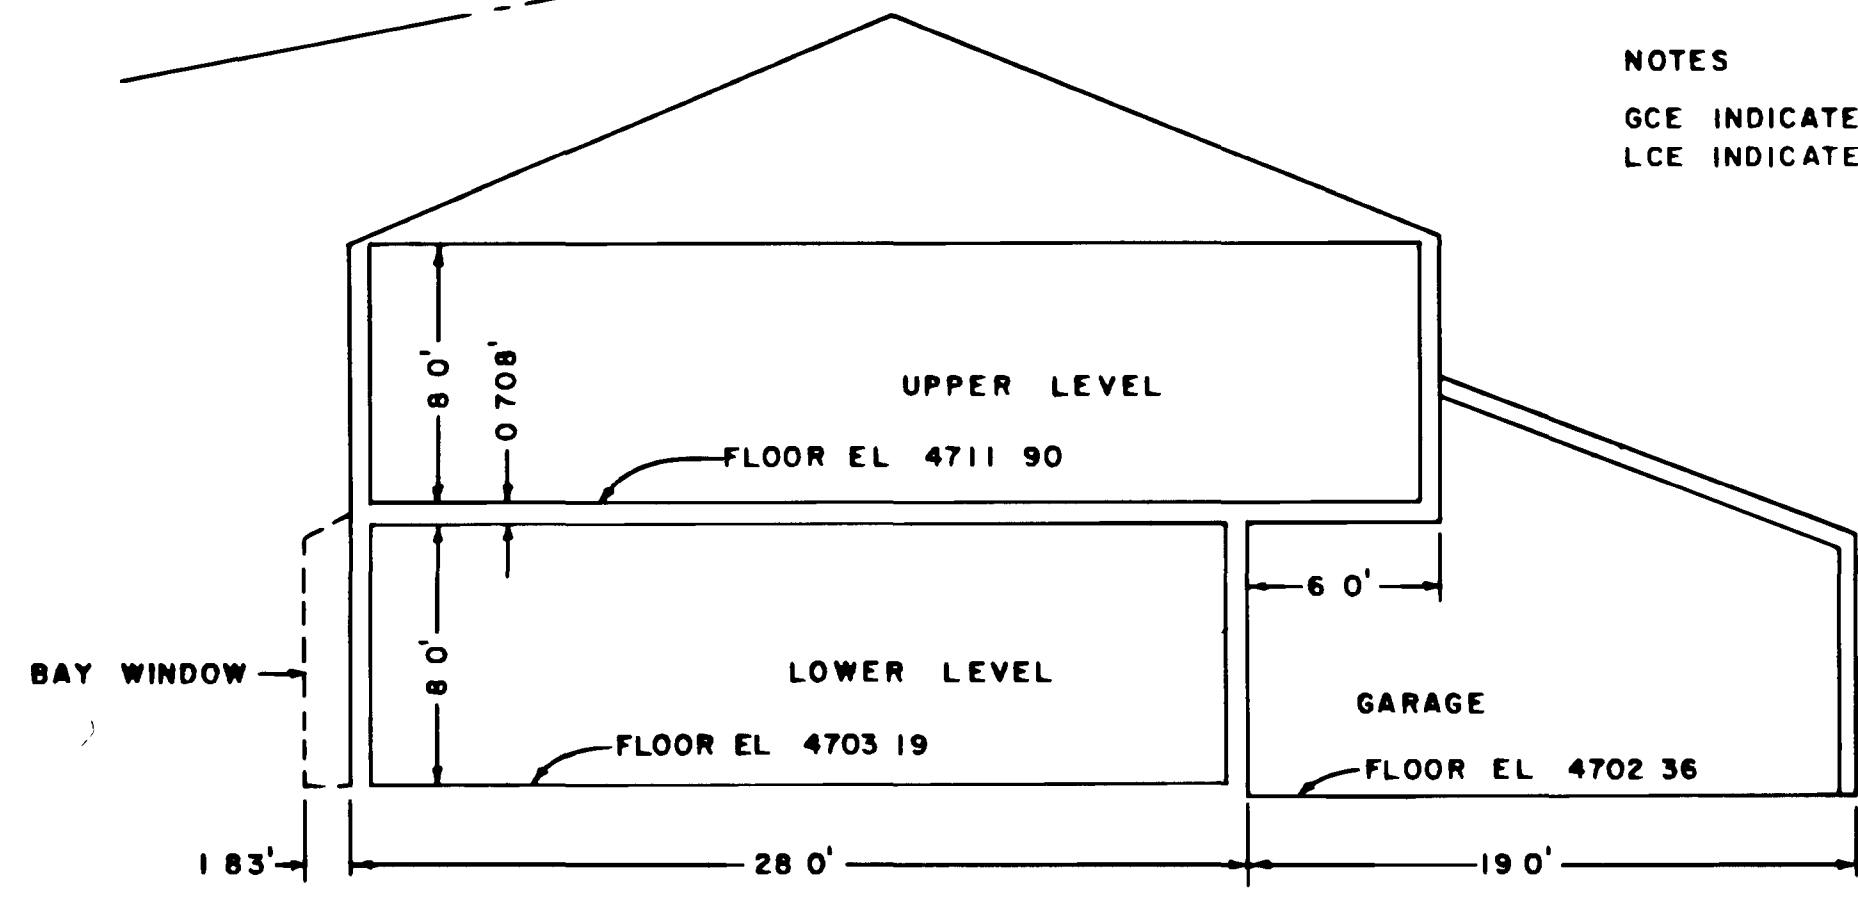 NOTES
GCE INDICATE
LCE INDICATE
8 0'
0 708'
UPPER LEVEL
FLOOR EL 4711 90
6 0'
8 0'
BAY WINDOW
LOWER LEVEL
GARAGE
FLOOR EL 4703 19
FLOOR EL 4702 36
1 83'
28 0'
19 0'